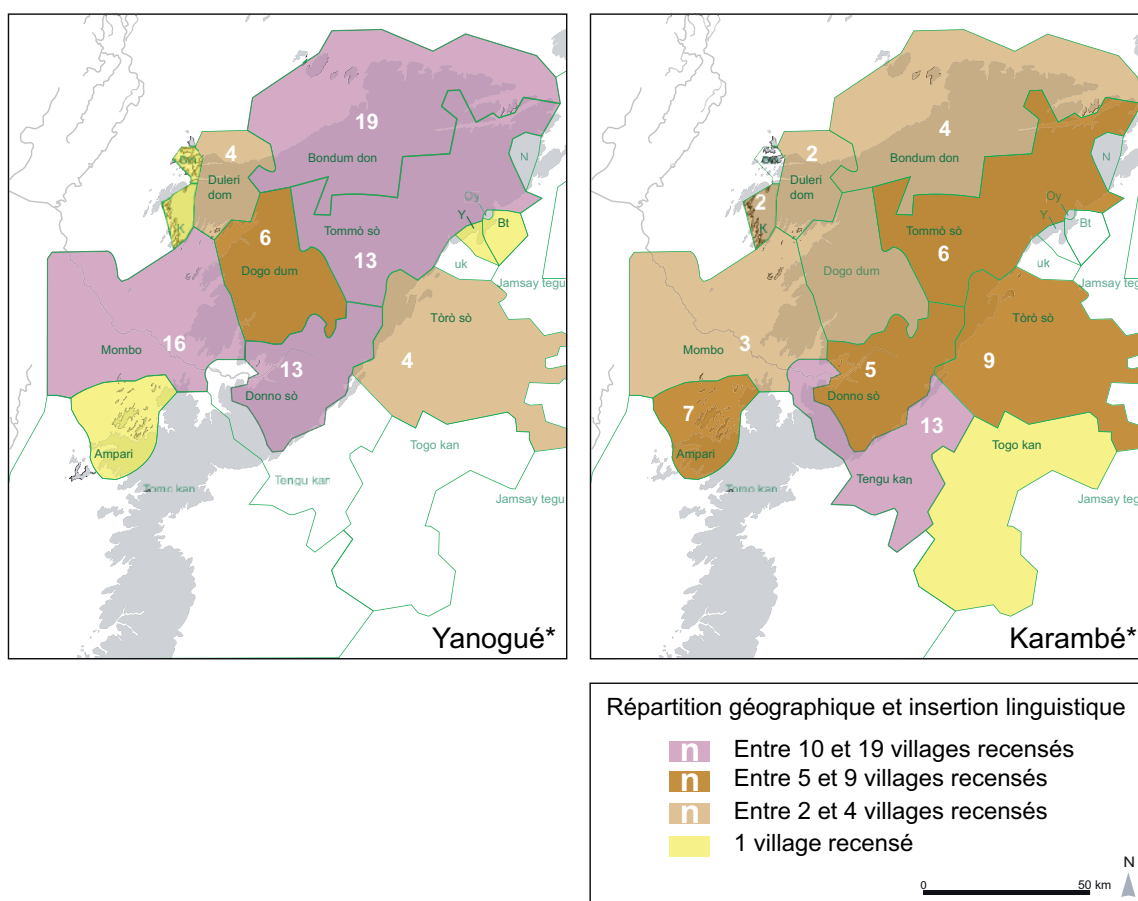 19
4
Bondum don
N
Duleri
dom
Oy
K
Y
Bt
6
Tommò sò
Dogo dum
13
uk
Jamsay tegu
Tòrò sò
Mombo
16
13
4
Donno sò
Ampari
Togo kan
Tengu kan
Tomo kan
Jamsay tegu
Yanogué*
4
2
Bondum don
N
Duleri
dom
2
K
Oy
Y
Bt
Tommò sò
6
Dogo dum
uk
Jamsay tegu
Tòrò sò
Mombo
3
5
9
Donno sò
7
13
Ampari
Togo kan
Tengu kan
Tomo kan
Jamsay tegu
Karambé*
Répartition géographique et insertion linguistique
n Entre 10 et 19 villages recensés
n Entre 5 et 9 villages recensés
n Entre 2 et 4 villages recensés
1 village recensé
N
0 50 km